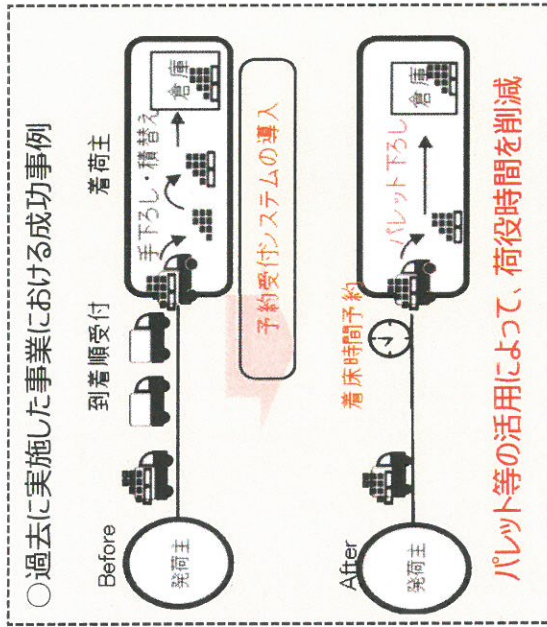 ○過去に実施した事業における成功事例
Before
到着順受付
着荷主
発荷主
手下ろし・積替え
倉庫
予約受付システムの導入
After
着床時間予約
発荷主
パレット下ろし
倉庫
パレット等の活用によって、荷役時間を削減